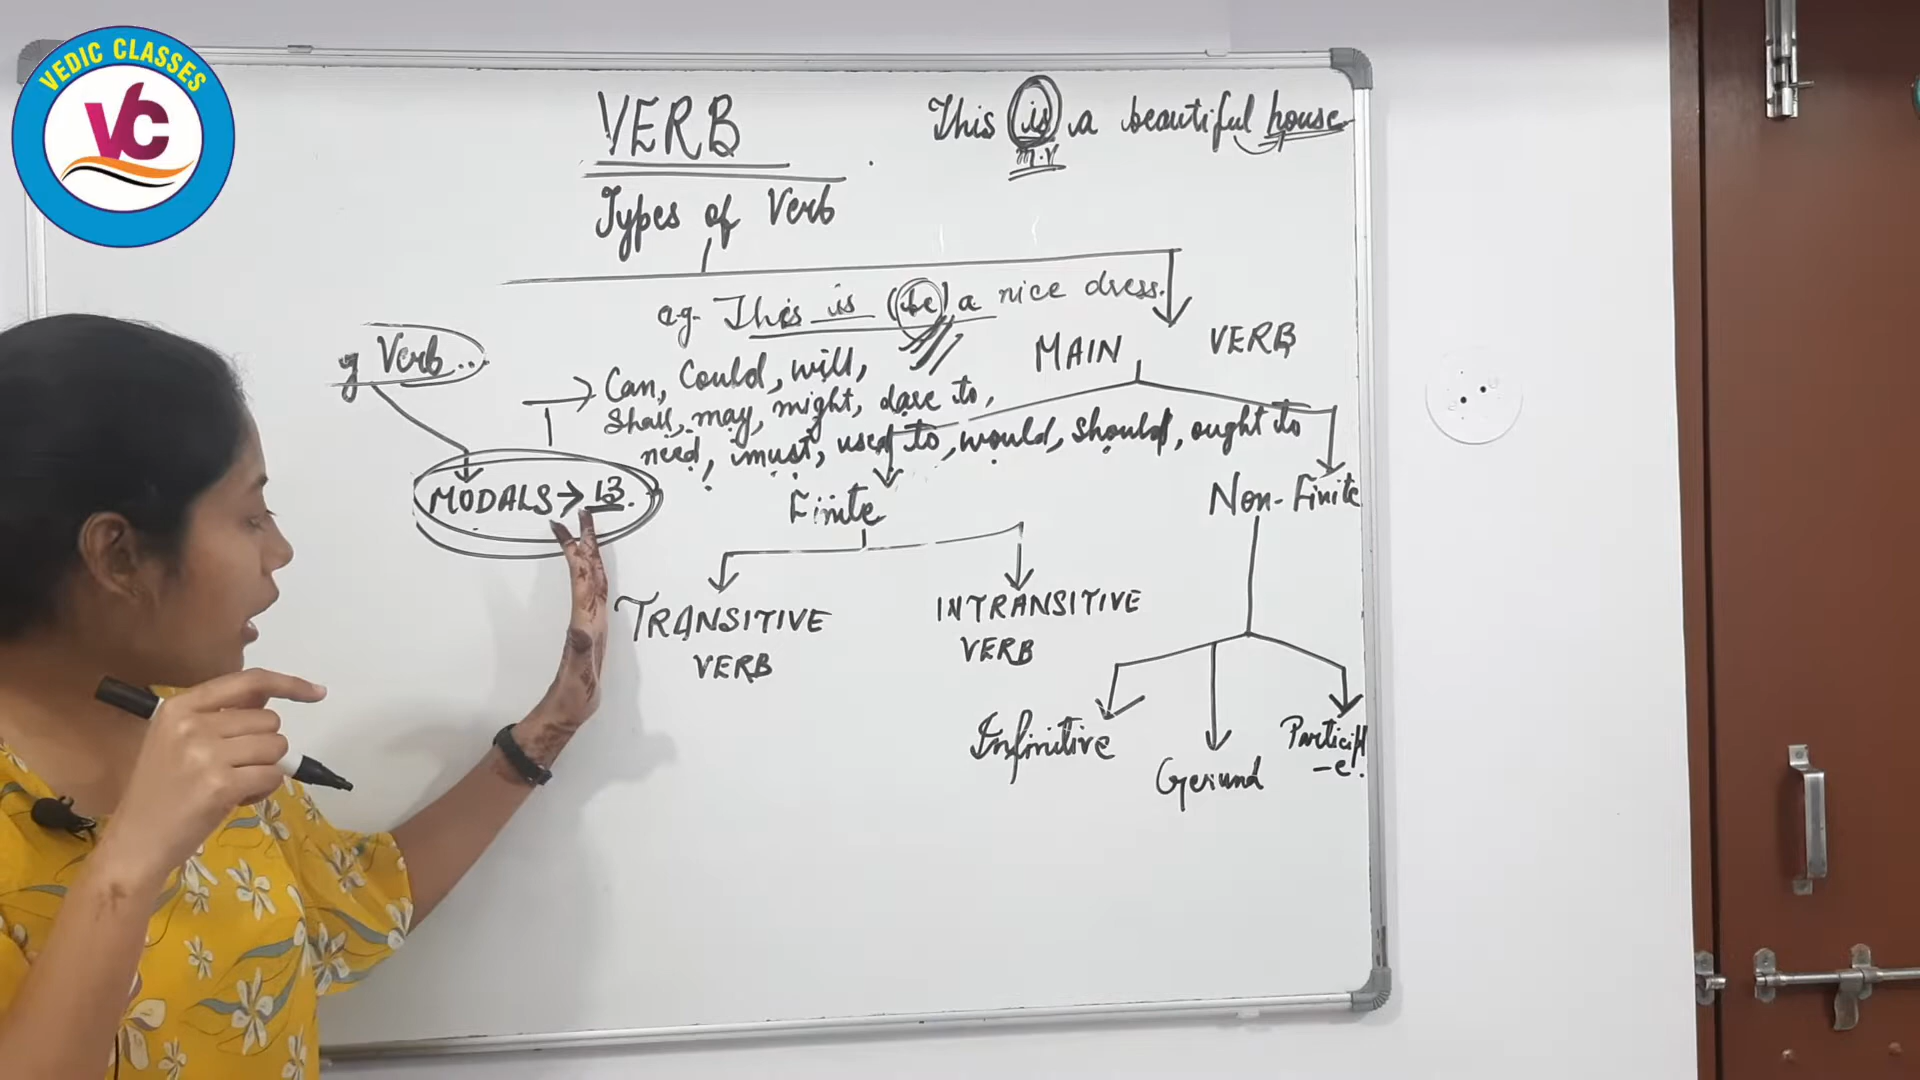 VEDIC CLASSES
VC
VERB
This is a beautiful house
m.v
Types of Verb
e.g. This is (be) a nice dress.
g Verb...
MAIN VERB
Can, Could, will,
Shall, may, might, dare to,
need, must, used to, would, should, ought to
MODALS → 13.
Finite
Non-Finite
TRANSITIVE
VERB
INTRANSITIVE
VERB
Infinitive
Gerund
Participl
-e.